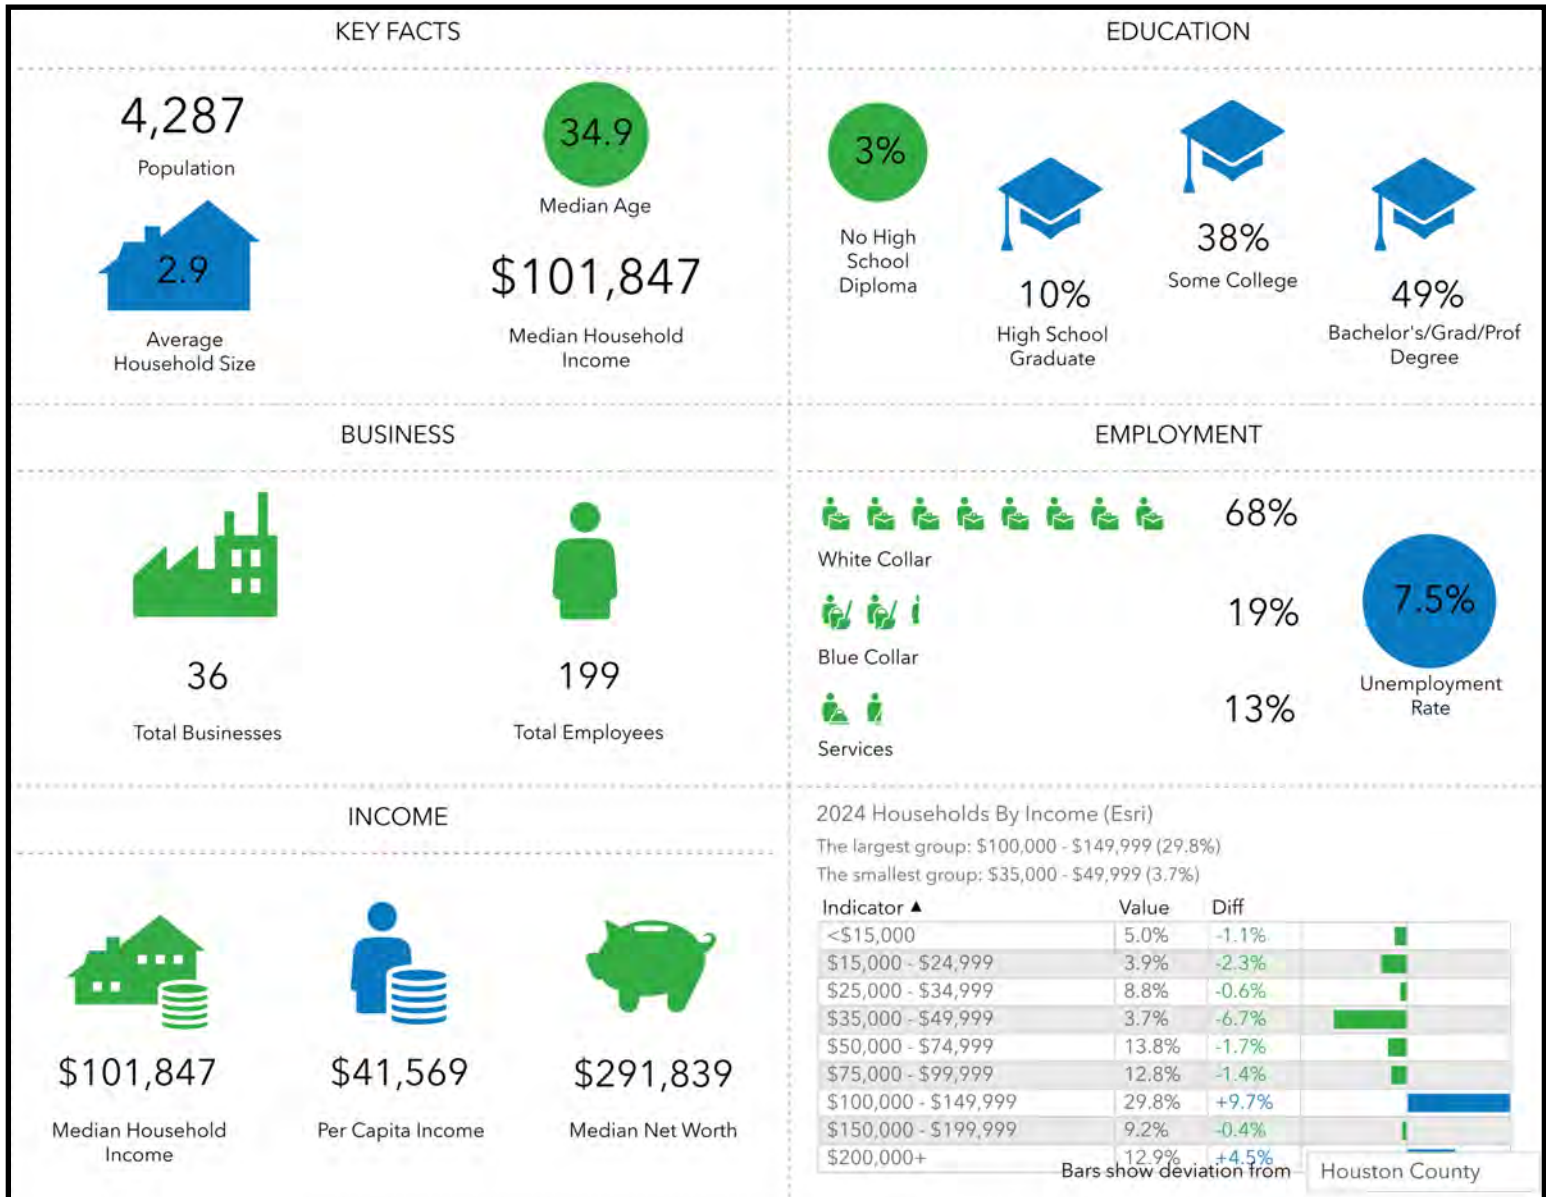 KEY FACTS
4,287
Population
34.9
Median Age
2.9
Average
Household Size
$101,847
Median Household
Income
EDUCATION
3%
No High
School
Diploma
10%
High School
Graduate
38%
Some College
49%
Bachelor's/Grad/Prof
Degree
BUSINESS
36
Total Businesses
199
Total Employees
EMPLOYMENT
68%
White Collar
19%
Blue Collar
13%
Services
7.5%
Unemployment
Rate
INCOME
$101,847
Median Household
Income
$41,569
Per Capita Income
$291,839
Median Net Worth
2024 Households By Income (Esri)
The largest group: $100,000 - $149,999 (29.8%)
The smallest group: $35,000 - $49,999 (3.7%)
Indicator ▲ Value Diff
<$15,000 5.0% -1.1%
$15,000 - $24,999 3.9% -2.3%
$25,000 - $34,999 8.8% -0.6%
$35,000 - $49,999 3.7% -6.7%
$50,000 - $74,999 13.8% -1.7%
$75,000 - $99,999 12.8% -1.4%
$100,000 - $149,999 29.8% +9.7%
$150,000 - $199,999 9.2% -0.4%
$200,000+ 12.9% +4.5%
Bars show deviation from Houston County